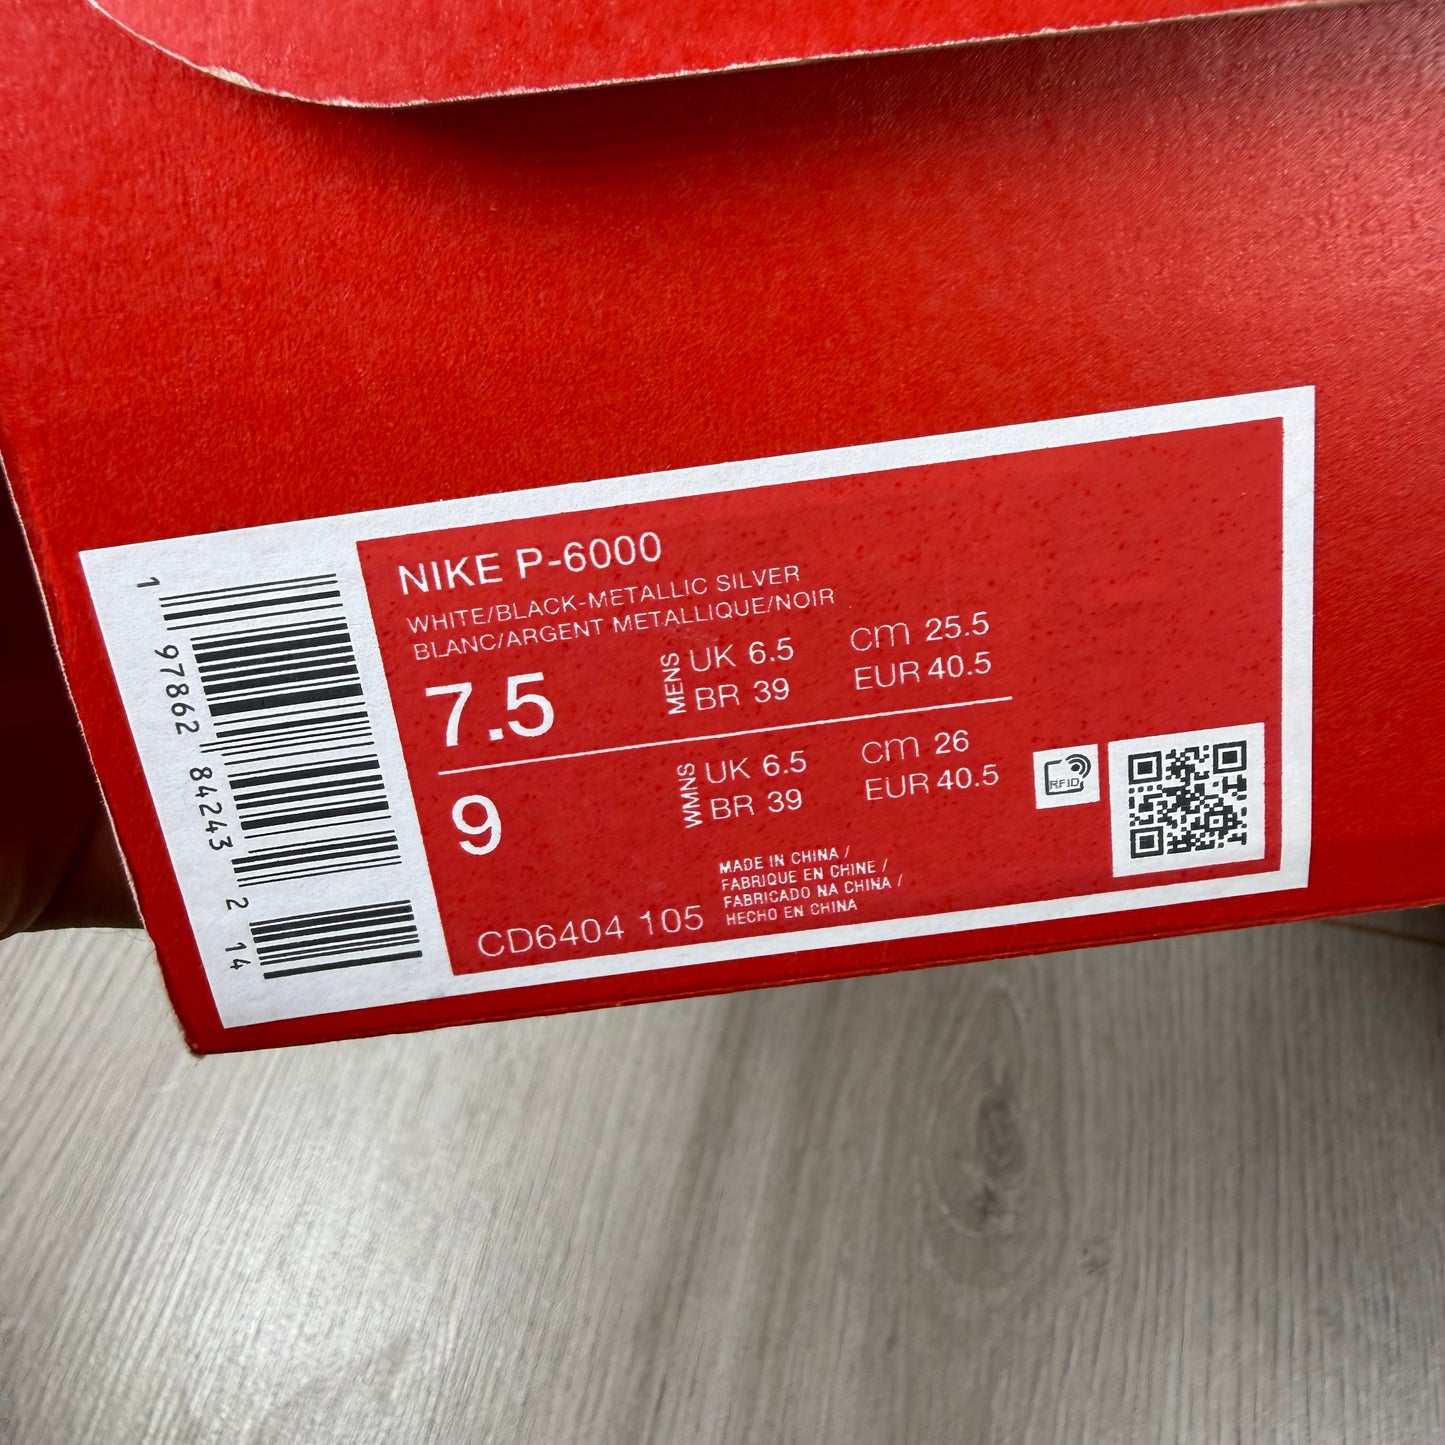 NIKE P-6000
WHITE/BLACK-METALLIC SILVER
BLANC/ARGENT METALLIQUE/NOIR
7.5
MENS
UK 6.5
BR 39
cm 25.5
EUR 40.5
9
WMNS
UK 6.5
BR 39
cm 26
EUR 40.5
RFID
MADE IN CHINA /
FABRIQUE EN CHINE /
FABRICADO NA CHINA /
HECHO EN CHINA
CD6404 105
1 97862 84243 2 14